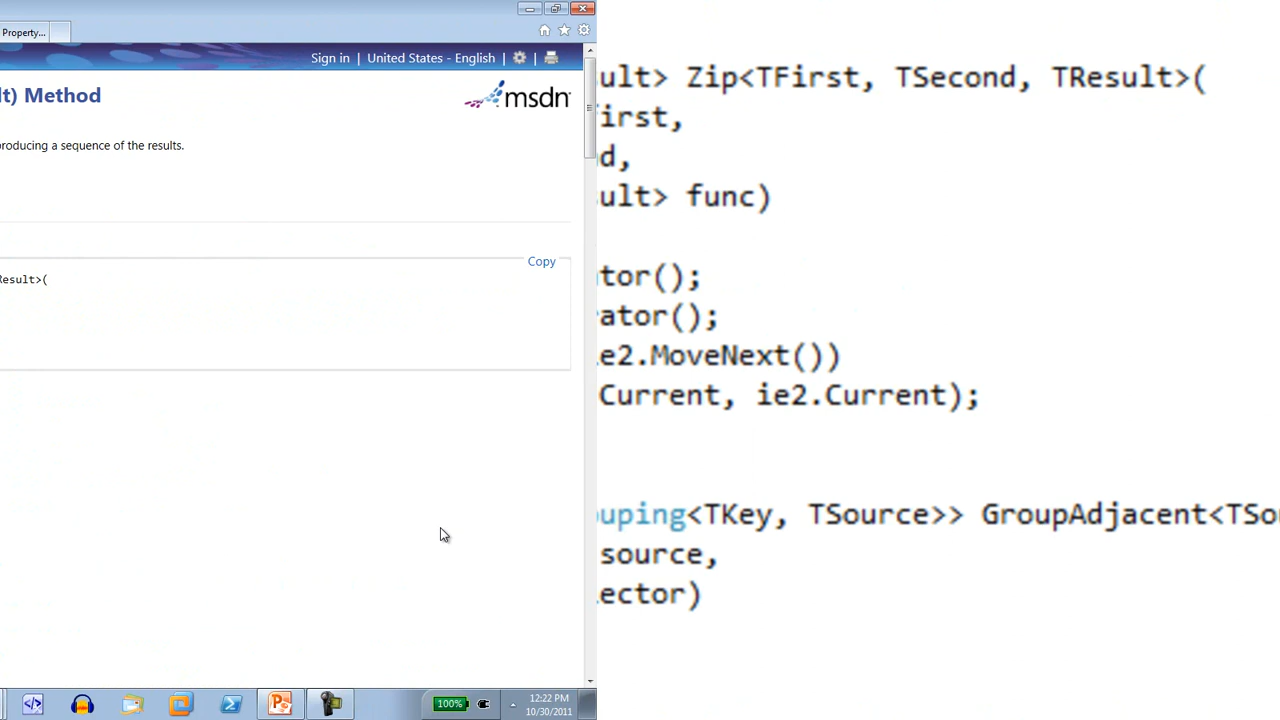 Property...
Sign in | United States - English | |
lt) Method
msdn
roducing a sequence of the results.
Copy
Result>(
100%
12:22 PM
10/30/2011
ult> Zip<TFirst, TSecond, TResult>(
irst,
d,
ult> func)
tor();
rator();
e2.MoveNext())
Current, ie2.Current);
uping<TKey, TSource>> GroupAdjacent<TSo
source,
ector)